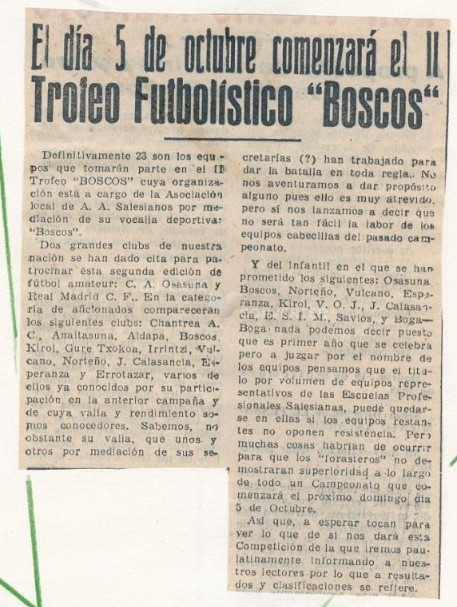 El día 5 de octubre comenzará el II
Trofeo Futbolístico "Boscos"
Definitivamente 23 son los equi-
pos que tomarán parte en el II
Trofeo "BOSCOS" cuya organiza-
ción está a cargo de la Asociación
local de A. A. Salesianos por me-
diación de su vocalia deportiva:
"Boscos".
Dos grandes clubs de nuestra
nación se han dado cita para pa-
trocinar ésta segunda edición de
fútbol amateur: C. A. Osasuna y
Real Madrid C. F.. En la catego-
ría de aficionados comparecerán
los siguientes clubs: Chantrea A.
C., Analtasuna, Aldapa, Boscos,
Kirol, Gure Txokoa, Irrintzi, Vul-
cano, Norteño, J. Calasancia, Es-
peranza y Errotazar, varios de
ellos ya conocidos por su partici-
pación en la anterior campaña y
de cuya valia y rendimiento so-
mos conocedores. Sabemos, no
obstante su valia, que unos y
otros por mediación de sus se-
cretarías (?) han trabajado para
dar la batalla en toda regla.. No
nos aventuramos a dar propósito
alguno pues ello es muy atrevido,
pero si nos lanzamos a decir que
no será tan fácil la labor de los
equipos cabecillas del pasado cam-
peonato.
Y del Infantil en el que se han
prometido los siguientes: Osasuna
Boscos, Norteño, Vulcano, Espe-
ranza, Kirol, V. O. J., J. Calasan-
cia, E. S. I. M., Savios, y Boga—
Boga nada podemos decir puesto
que es primer año que se celebra
pero a juzgar por el nombre de
los equipos pensamos que el títu-
lo por volumen de equipos repre-
sentativos de las Escuelas Profe-
sionales Salesianas, puede quedar-
se en ellas si los equipos restan-
tes no oponen resistencia. Pero
muchas cosas habrían de ocurrir
para que los "forasteros" no de-
mostraran superioridad a lo largo
de todo un Campeonato que co-
menzará el próximo domingo día
5 de Octubre.
Así que, a esperar tocan para
ver lo que de si nos dará esta
Competición de la que iremos pau-
latinamente informando a nues-
tros lectores por lo que a resulta-
dos y clasificaciones se refiere.